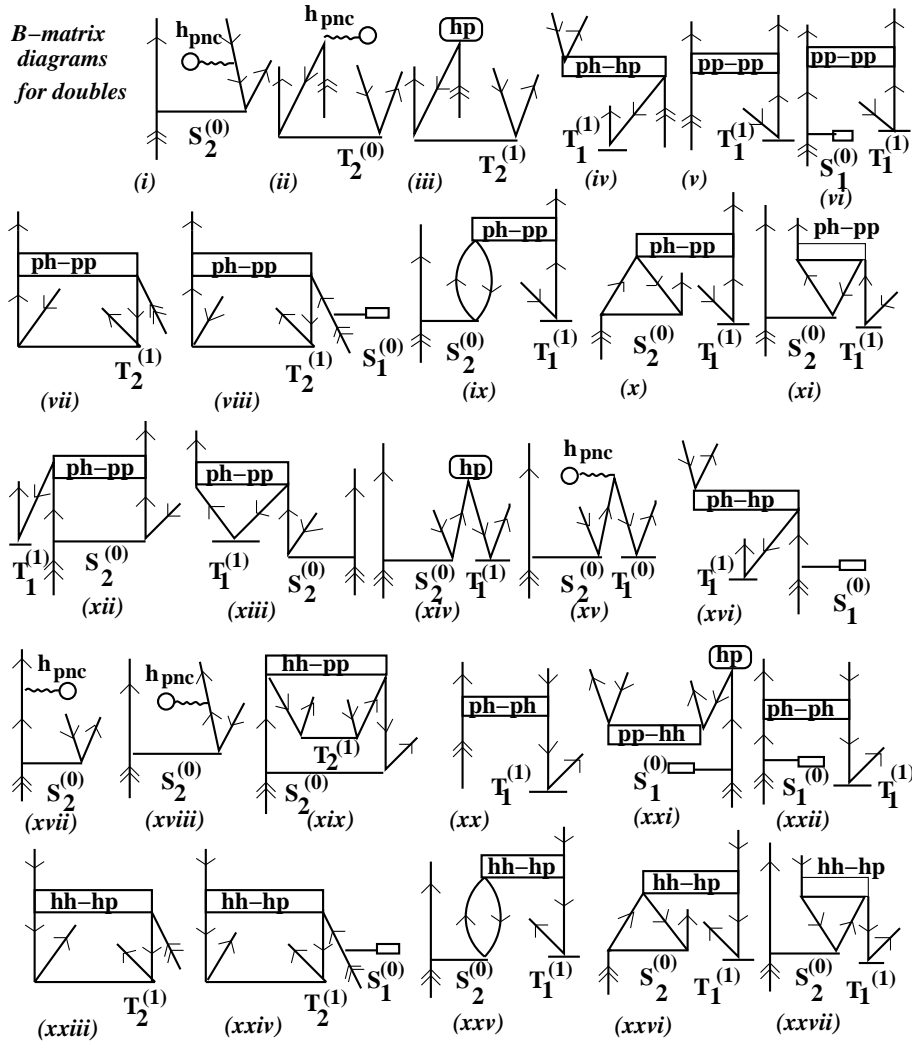 B-matrix
diagrams
for doubles
h_pnc
S_2^(0)
(i)
h_pnc
T_2^(0)
(ii)
hp
T_2^(1)
(iii)
ph-hp
T_1^(1)
(iv)
pp-pp
T_1^(1)
(v)
pp-pp
S_1^(0) T_1^(1)
(vi)
ph-pp
T_2^(1)
(vii)
ph-pp
T_2^(1) S_1^(0)
(viii)
ph-pp
S_2^(0) T_1^(1)
(ix)
ph-pp
S_2^(0) T_1^(1)
(x)
ph-pp
S_2^(0) T_1^(1)
(xi)
ph-pp
T_1^(1) S_2^(0)
(xii)
ph-pp
T_1^(1) S_2^(0)
(xiii)
hp
S_2^(0) T_1^(1)
(xiv)
h_pnc
S_2^(0) T_1^(0)
(xv)
ph-hp
T_1^(1) S_1^(0)
(xvi)
h_pnc
S_2^(0)
(xvii)
h_pnc
S_2^(0)
(xviii)
hh-pp
T_2^(1)
S_2^(0)
(xix)
ph-ph
T_1^(1)
(xx)
hp
pp-hh
S_1^(0)
(xxi)
ph-ph
S_1^(0) T_1^(1)
(xxii)
hh-hp
T_2^(1)
(xxiii)
hh-hp
T_2^(1) S_1^(0)
(xxiv)
hh-hp
S_2^(0) T_1^(1)
(xxv)
hh-hp
S_2^(0) T_1^(1)
(xxvi)
hh-hp
S_2^(0) T_1^(1)
(xxvii)